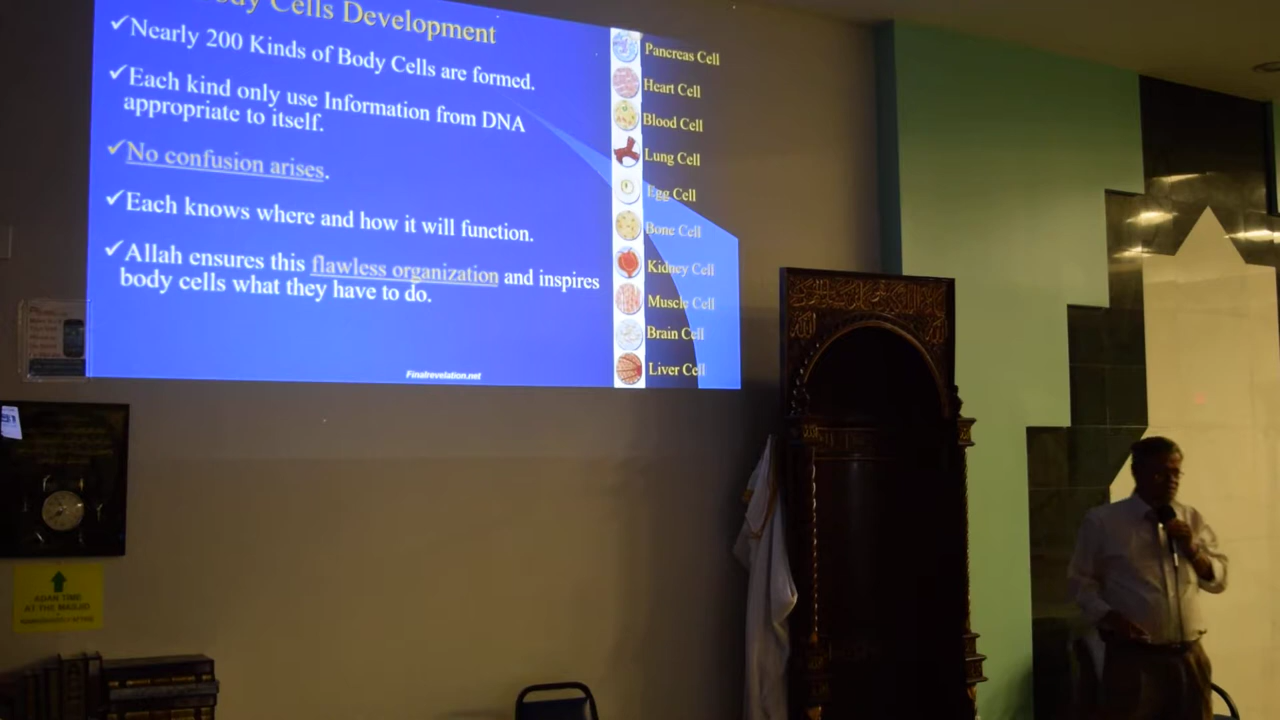 Body Cells Development
✓Nearly 200 Kinds of Body Cells are formed.
✓Each kind only use Information from DNA
appropriate to itself.
✓No confusion arises.
✓Each knows where and how it will function.
✓Allah ensures this flawless organization and inspires
body cells what they have to do.
Finalrevelation.net
Pancreas Cell
Heart Cell
Blood Cell
Lung Cell
Egg Cell
Bone Cell
Kidney Cell
Muscle Cell
Brain Cell
Liver Cell
Please
51
ADAN TIME
AT THE MASJID